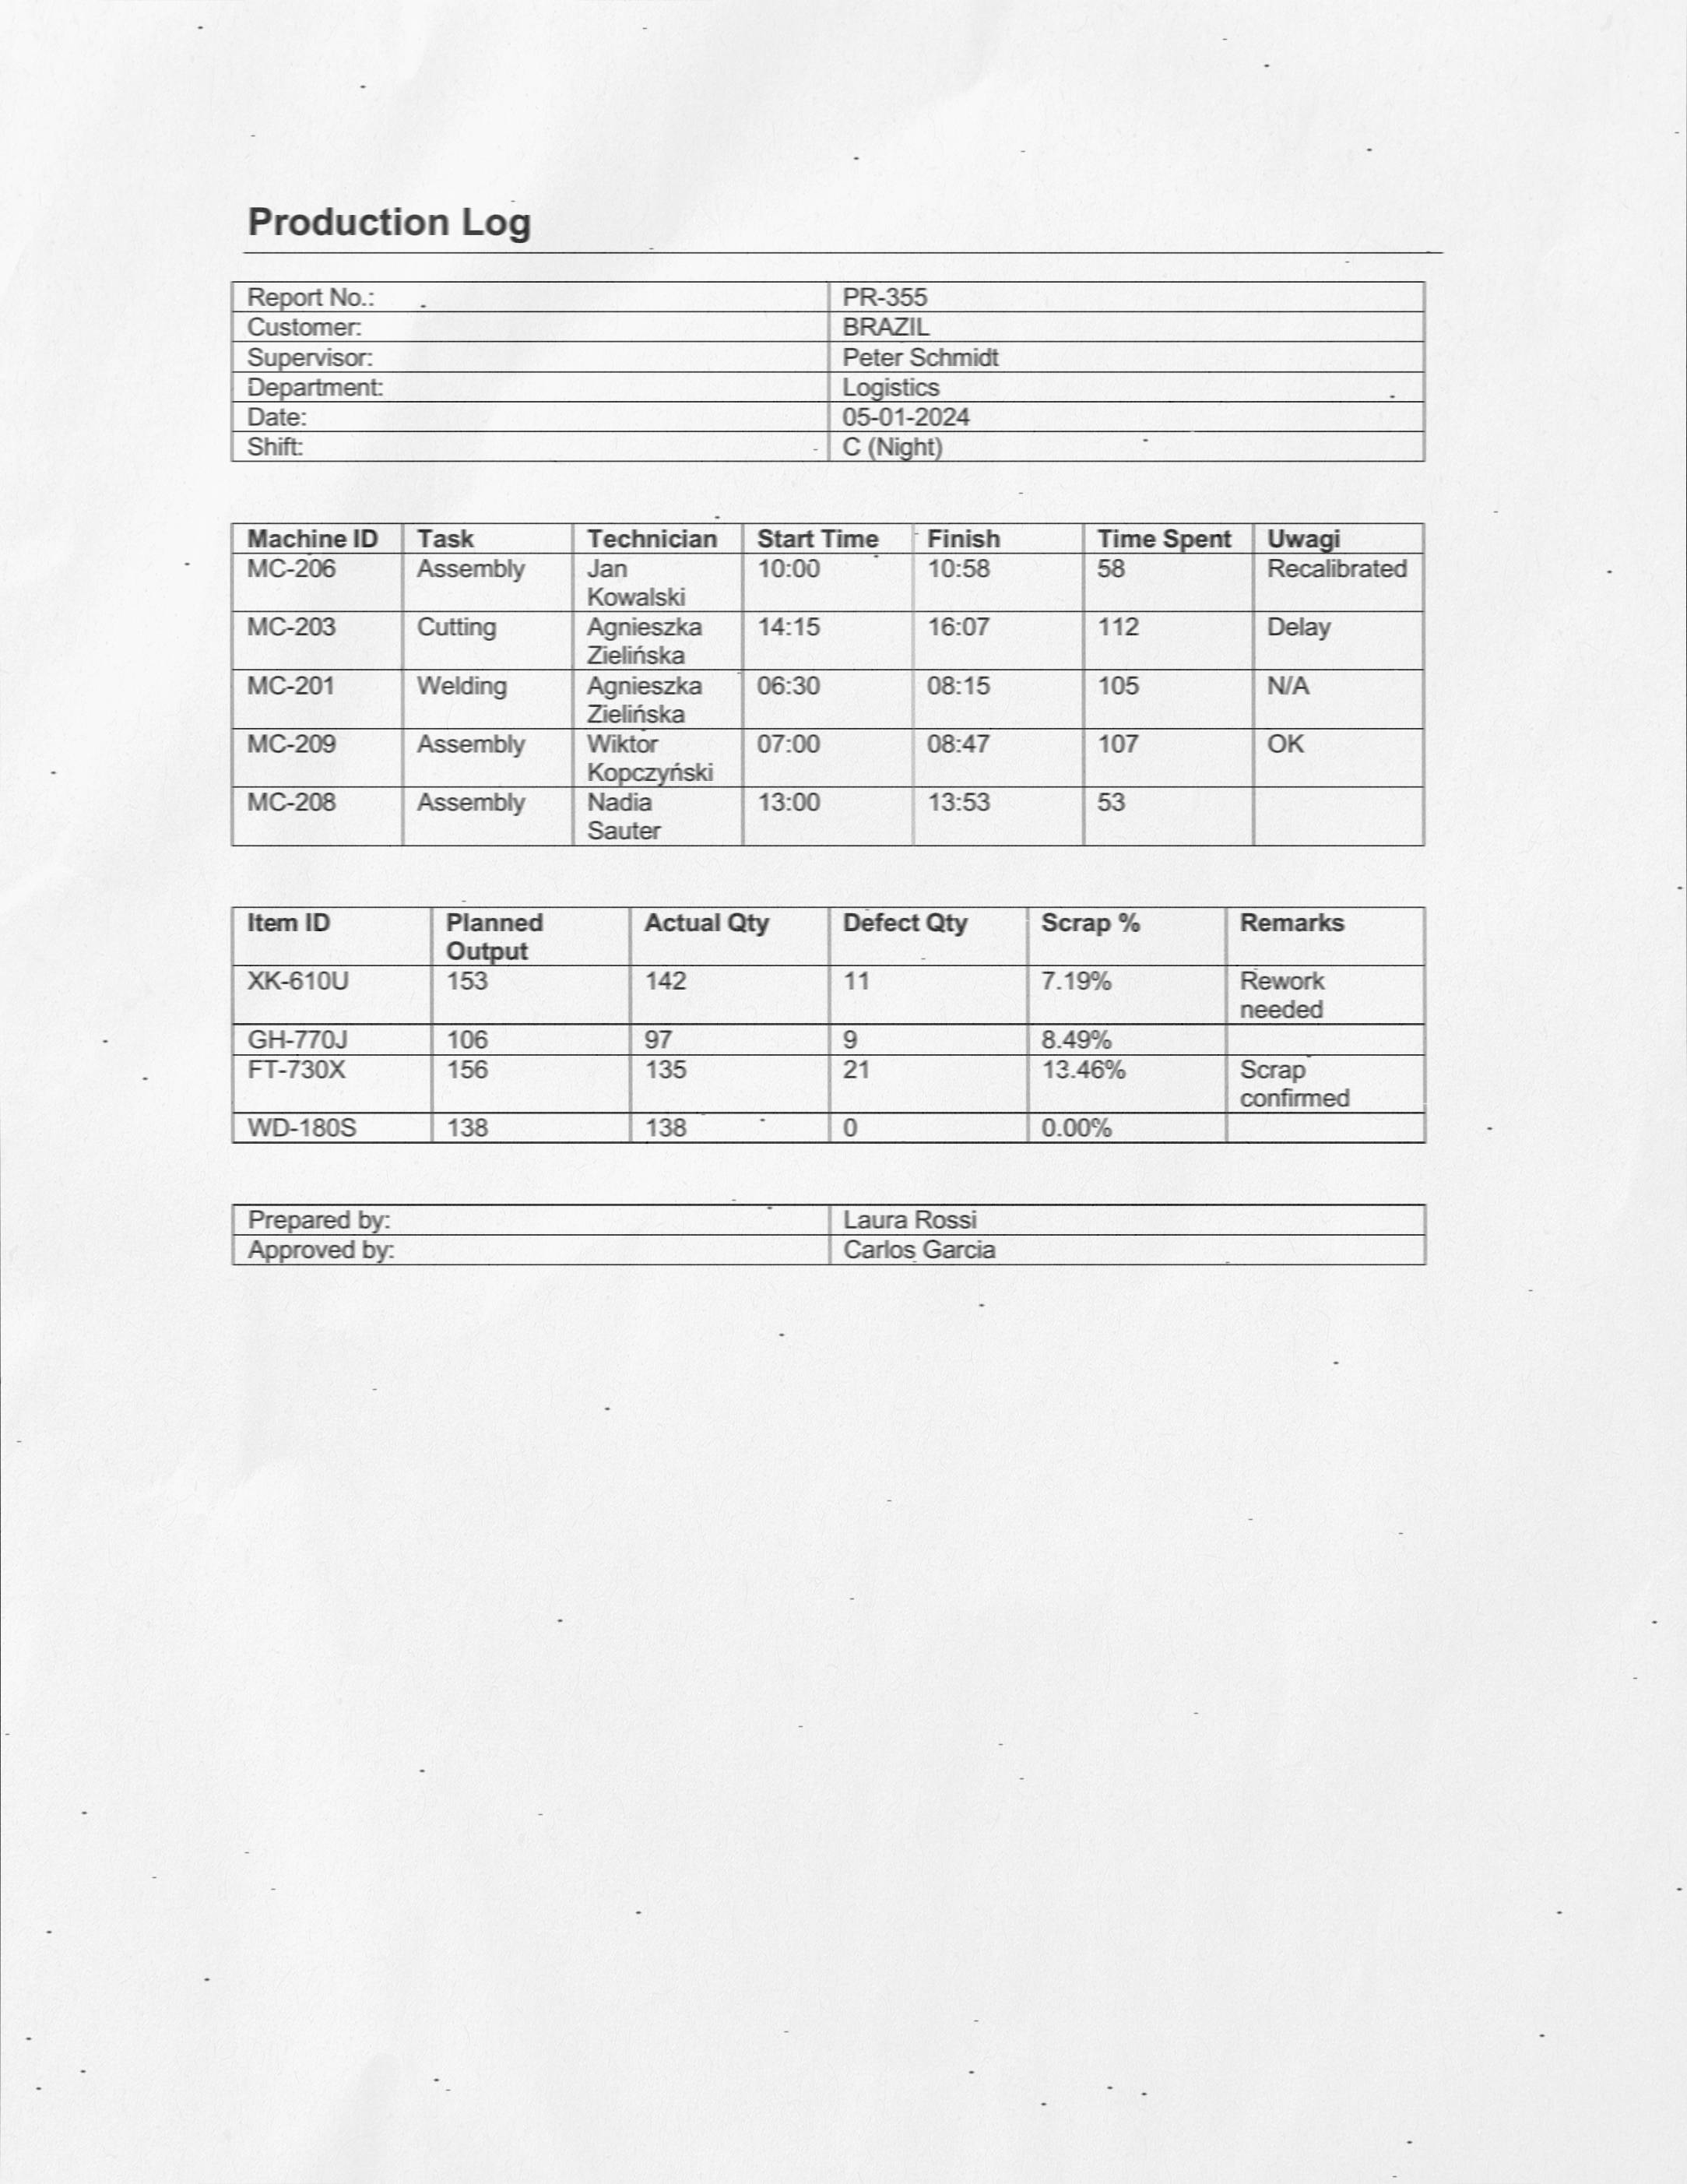 Production Log
Report No.: PR-355
Customer: BRAZIL
Supervisor: Peter Schmidt
Department: Logistics
Date: 05-01-2024
Shift: C (Night)
Machine ID Task Technician Start Time Finish Time Spent Uwagi
MC-206 Assembly Jan 10:00 10:58 58 Recalibrated
Kowalski
MC-203 Cutting Agnieszka 14:15 16:07 112 Delay
Zielińska
MC-201 Welding Agnieszka 06:30 08:15 105 N/A
Zielińska
MC-209 Assembly Wiktor 07:00 08:47 107 OK
Kopczyński
MC-208 Assembly Nadia 13:00 13:53 53
Sauter
Item ID Planned Actual Qty Defect Qty Scrap % Remarks
Output
XK-610U 153 142 11 7.19% Rework
needed
GH-770J 106 97 9 8.49%
FT-730X 156 135 21 13.46% Scrap
confirmed
WD-180S 138 138 0 0.00%
Prepared by: Laura Rossi
Approved by: Carlos Garcia